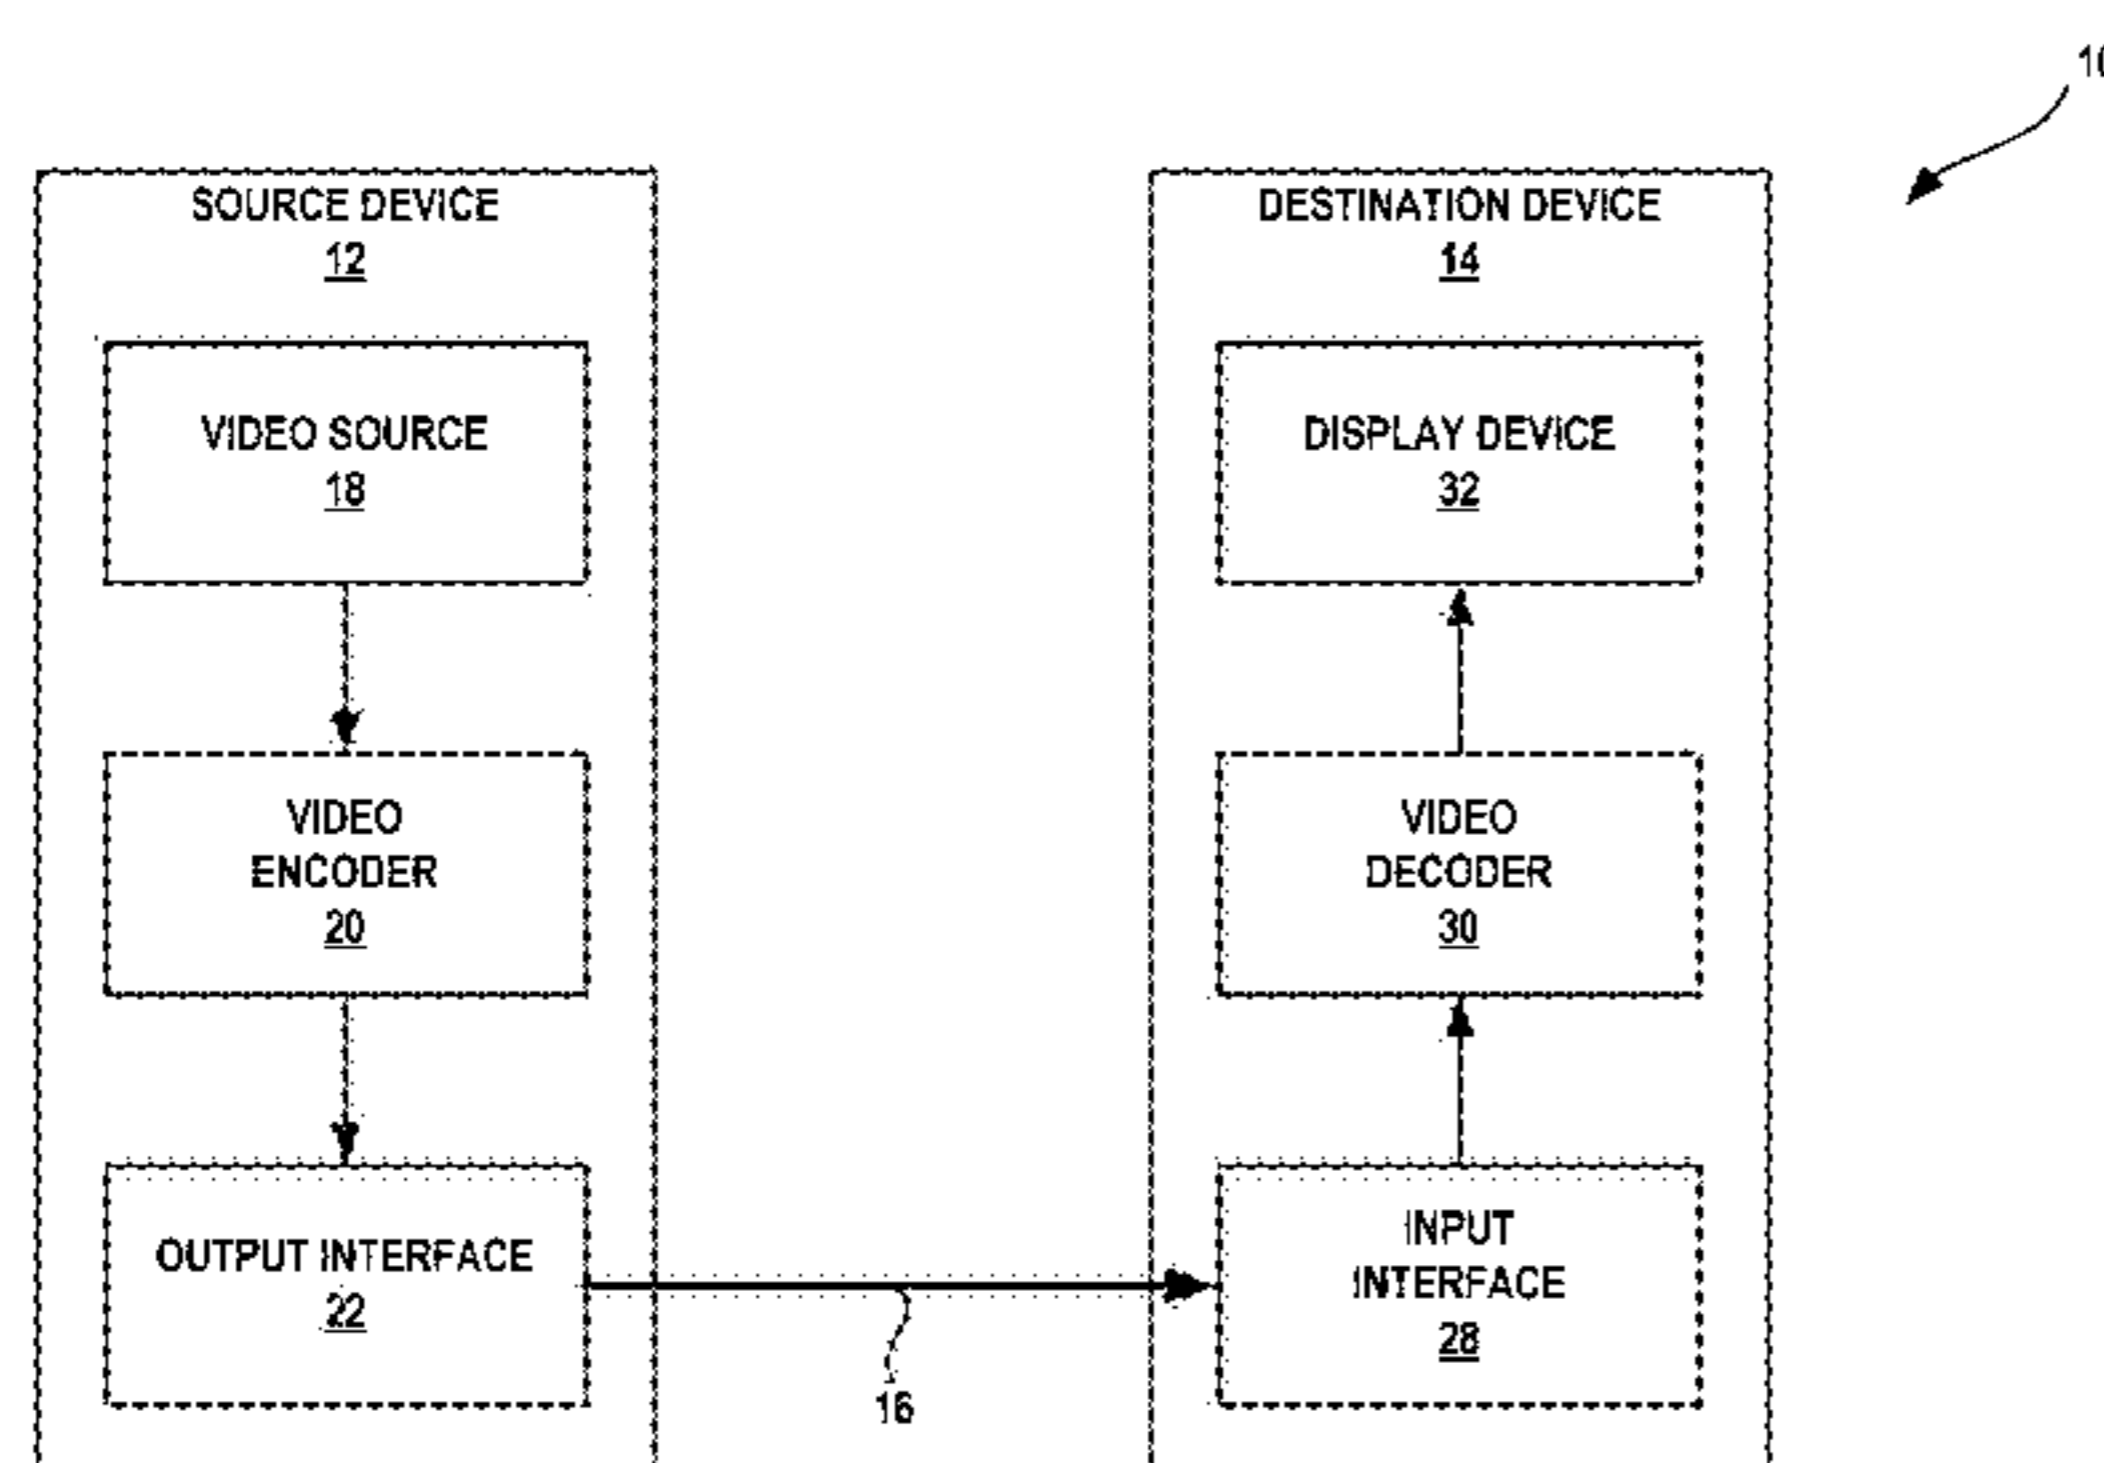 10
SOURCE DEVICE
12
VIDEO SOURCE
18
VIDEO
ENCODER
20
OUTPUT INTERFACE
22
16
DESTINATION DEVICE
14
DISPLAY DEVICE
32
VIDEO
DECODER
30
INPUT
INTERFACE
28